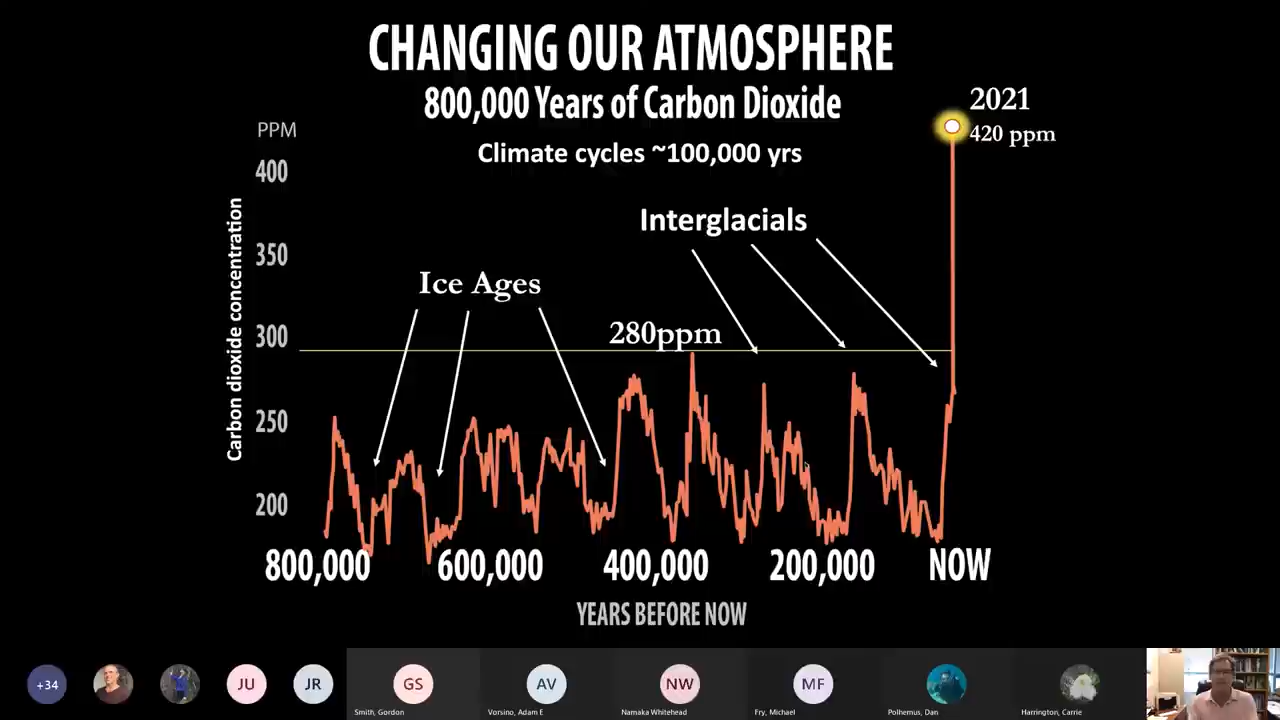 CHANGING OUR ATMOSPHERE
800,000 Years of Carbon Dioxide
Climate cycles ~100,000 yrs
2021
420 ppm
PPM
400
350
300
250
200
Carbon dioxide concentration
Interglacials
Ice Ages
280ppm
800,000 600,000 400,000 200,000 NOW
YEARS BEFORE NOW
+34 JU JR GS AV NW MF
Smith, Gordon Vorsino, Adam E Namaka Whitehead Fry, Michael Polhemus, Dan Harrington, Carrie